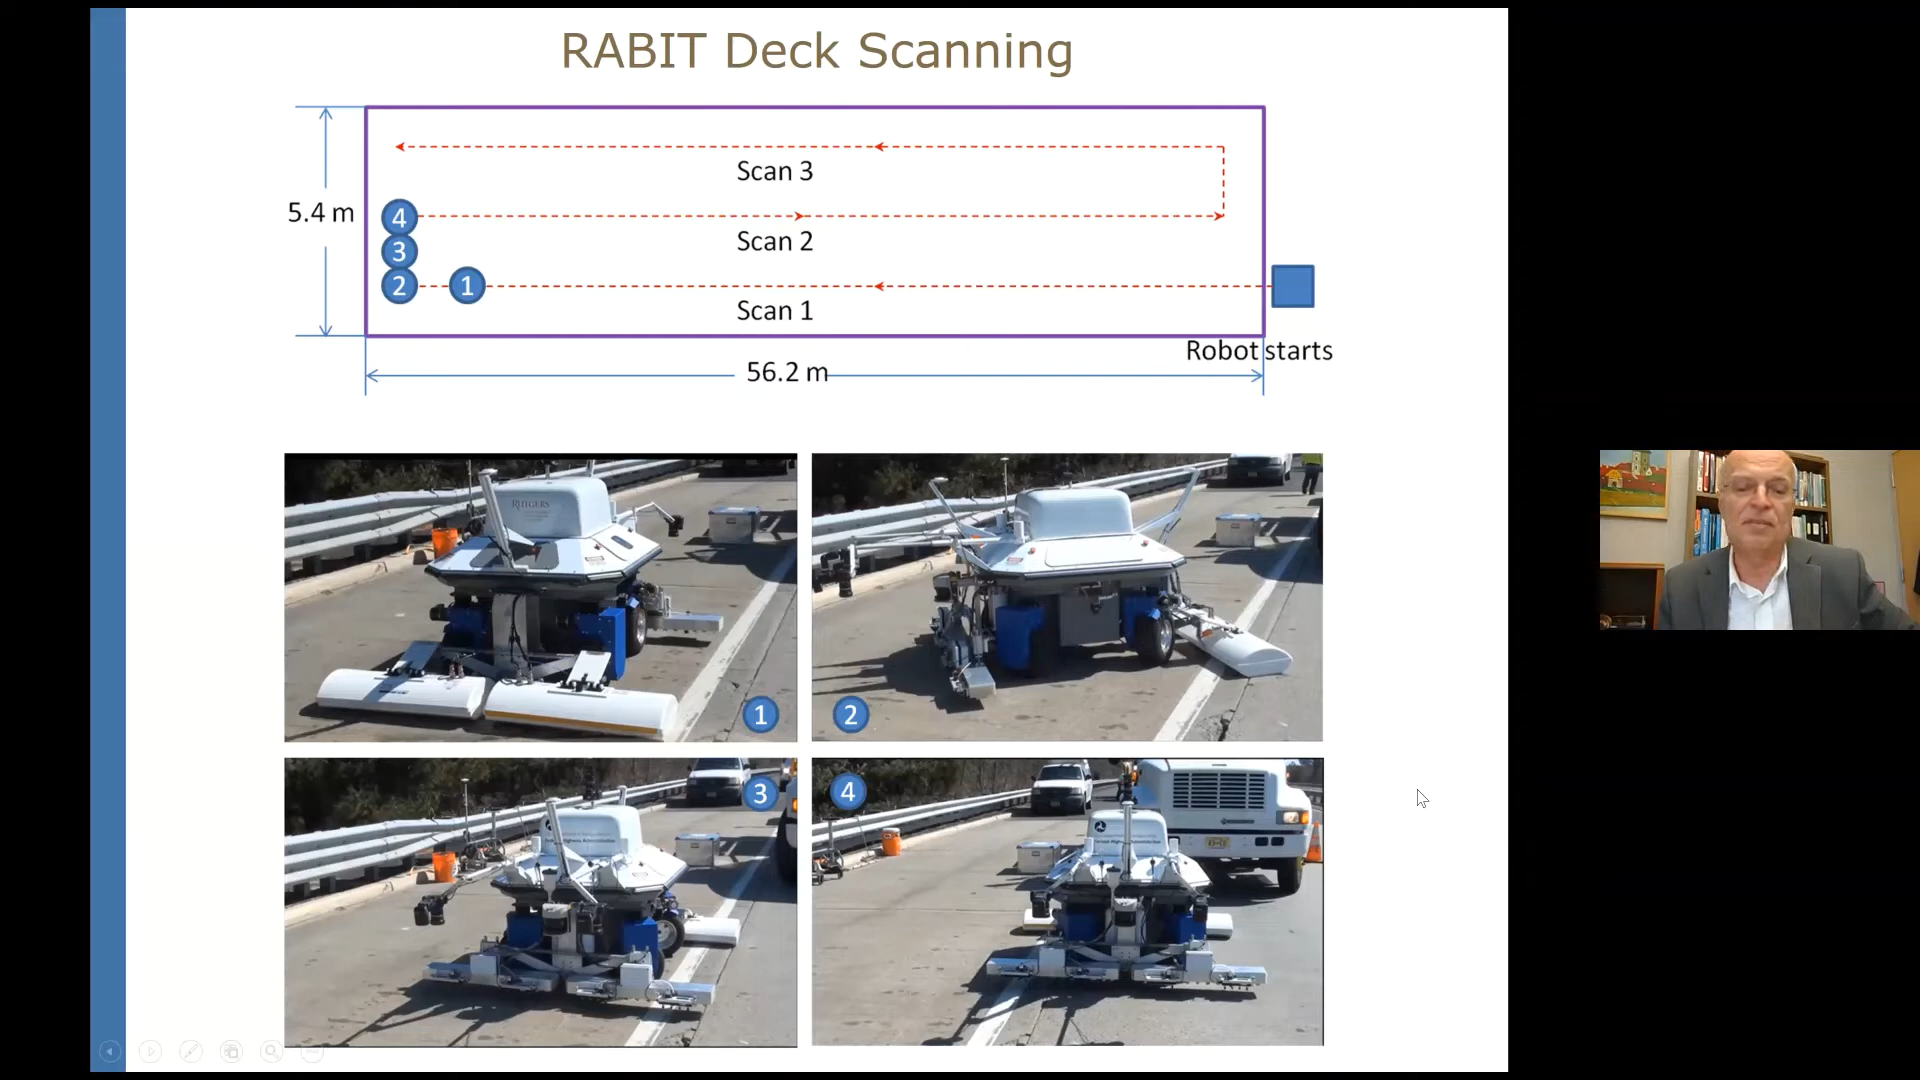 RABIT Deck Scanning
Scan 3
5.4 m
4
Scan 2
3
2
1
Scan 1
Robot starts
56.2 m
RUTGERS
1
2
3
4